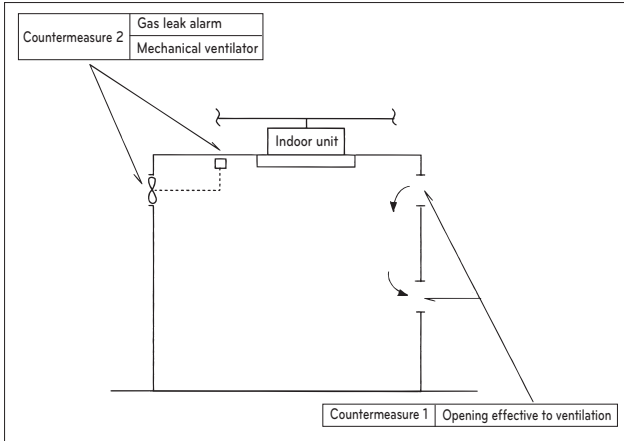 Countermeasure 2
Gas leak alarm
Mechanical ventilator
Indoor unit
Countermeasure 1
Opening effective to ventilation